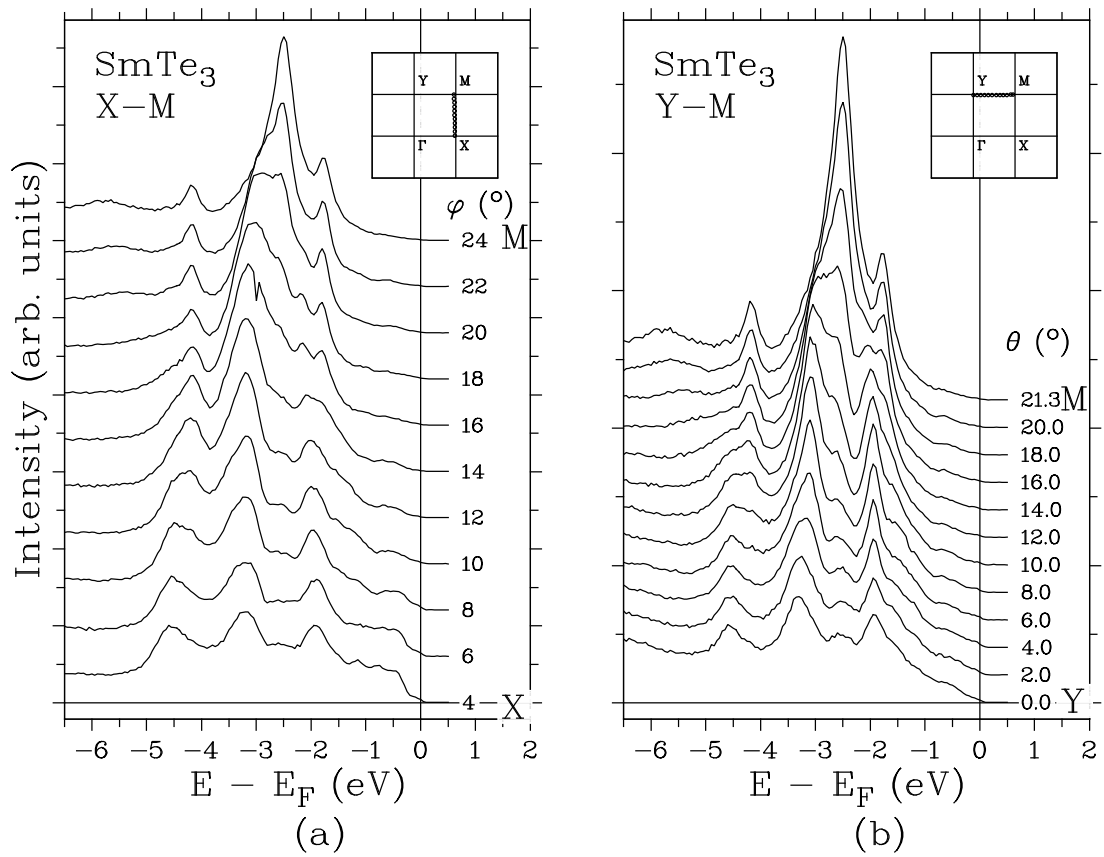 SmTe3
X−M
Y M
Γ X
φ (°)
24 M
22
20
18
16
14
12
10
8
6
4 X
Intensity (arb. units)
−6 −5 −4 −3 −2 −1 0 1 2
E − EF (eV)
(a)
SmTe3
Y−M
Y M
Γ X
θ (°)
21.3 M
20.0
18.0
16.0
14.0
12.0
10.0
8.0
6.0
4.0
2.0
0.0 Y
−6 −5 −4 −3 −2 −1 0 1 2
E − EF (eV)
(b)